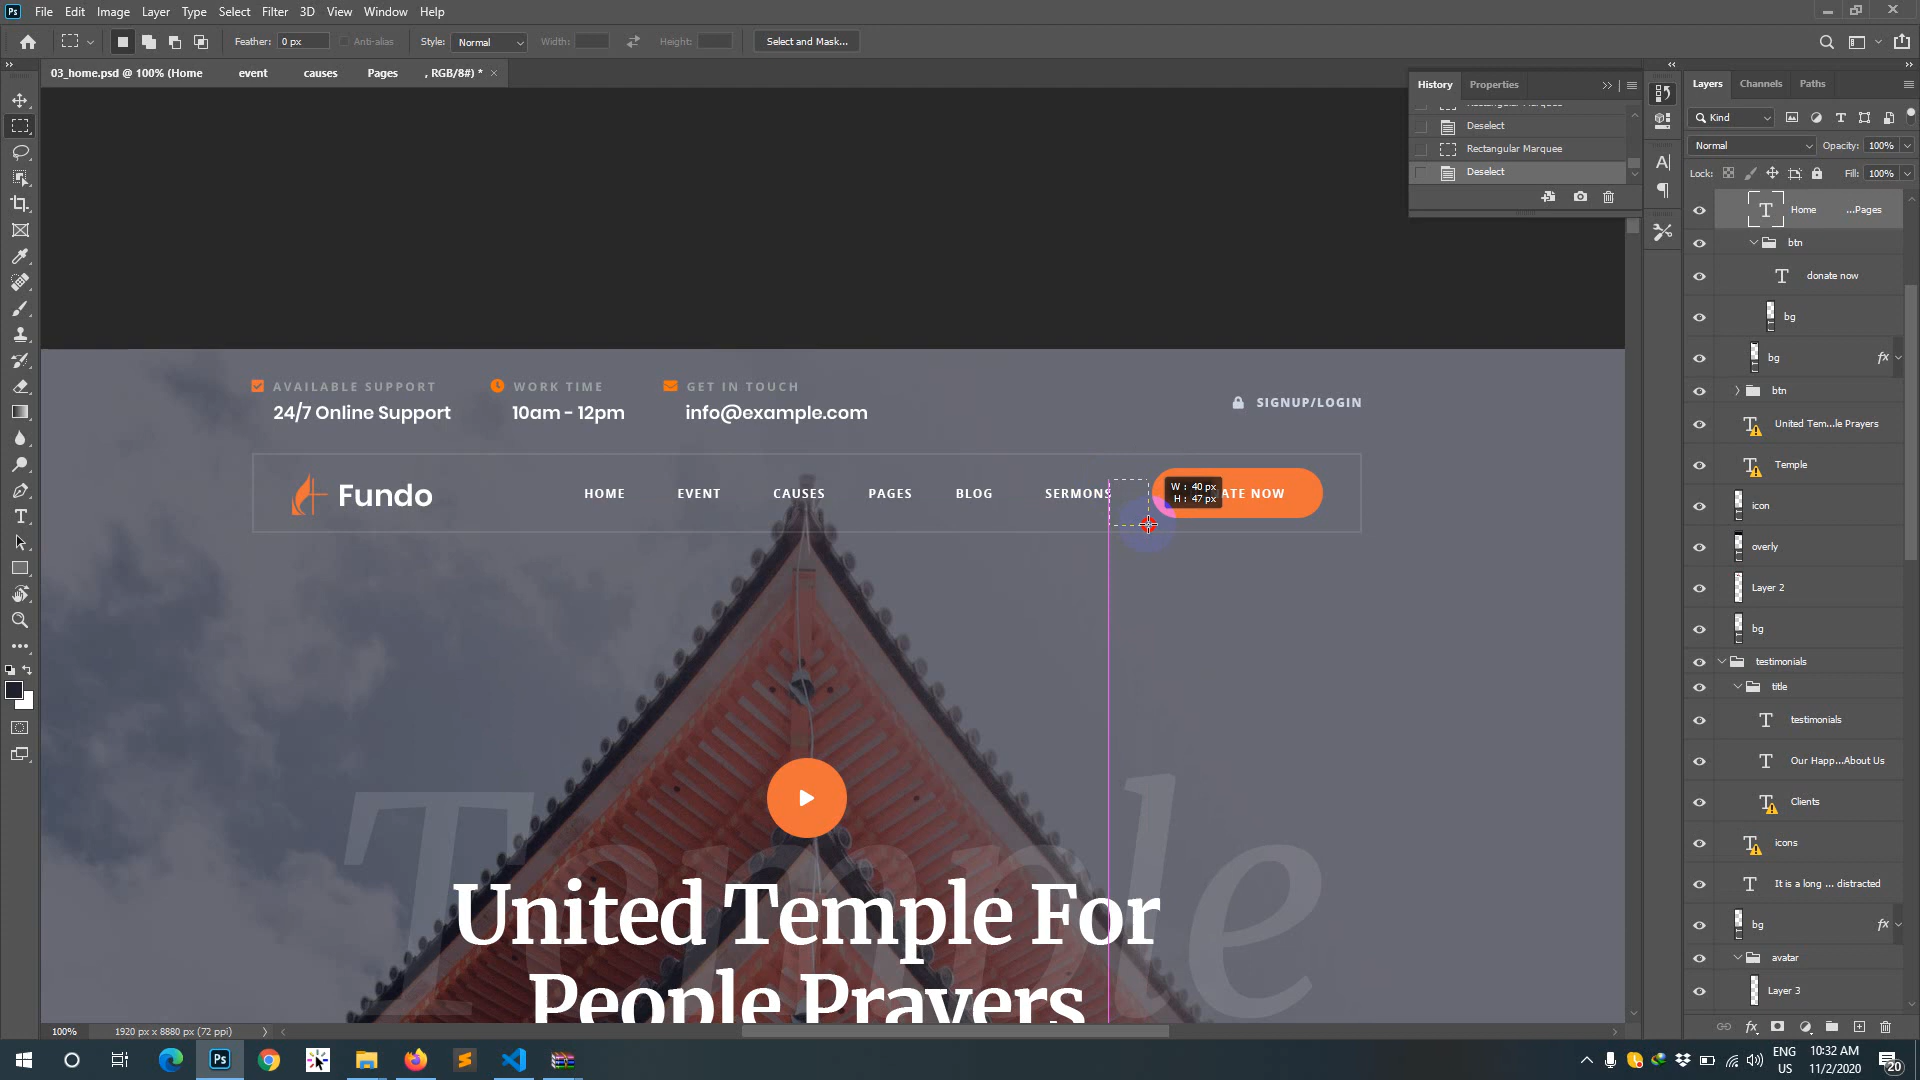 Ps File Edit Image Layer Type Select Filter 3D View Window Help
Feather: 0 px Anti-alias Style: Normal Width: Height: Select and Mask...
03_home.psd @ 100% (Home event causes Pages , RGB/8#) * ×
History Properties
Rectangular Marquee
Deselect
Rectangular Marquee
Deselect
Layers Channels Paths
Kind
Normal Opacity: 100%
Lock: Fill: 100%
Home ...Pages
btn
donate now
bg
bg fx
btn
United Tem...le Prayers
Temple
icon
overly
Layer 2
bg
testimonials
title
testimonials
Our Happ...About Us
Clients
icons
It is a long ... distracted
bg fx
avatar
Layer 3
AVAILABLE SUPPORT
24/7 Online Support
WORK TIME
10am - 12pm
GET IN TOUCH
info@example.com
SIGNUP/LOGIN
Fundo
HOME EVENT CAUSES PAGES BLOG SERMONS
ATE NOW
W : 40 px
H : 47 px
Temple
United Temple For
People Prayers
100% 1920 px x 8880 px (72 ppi)
Ps
ENG
US
10:32 AM
11/2/2020
20